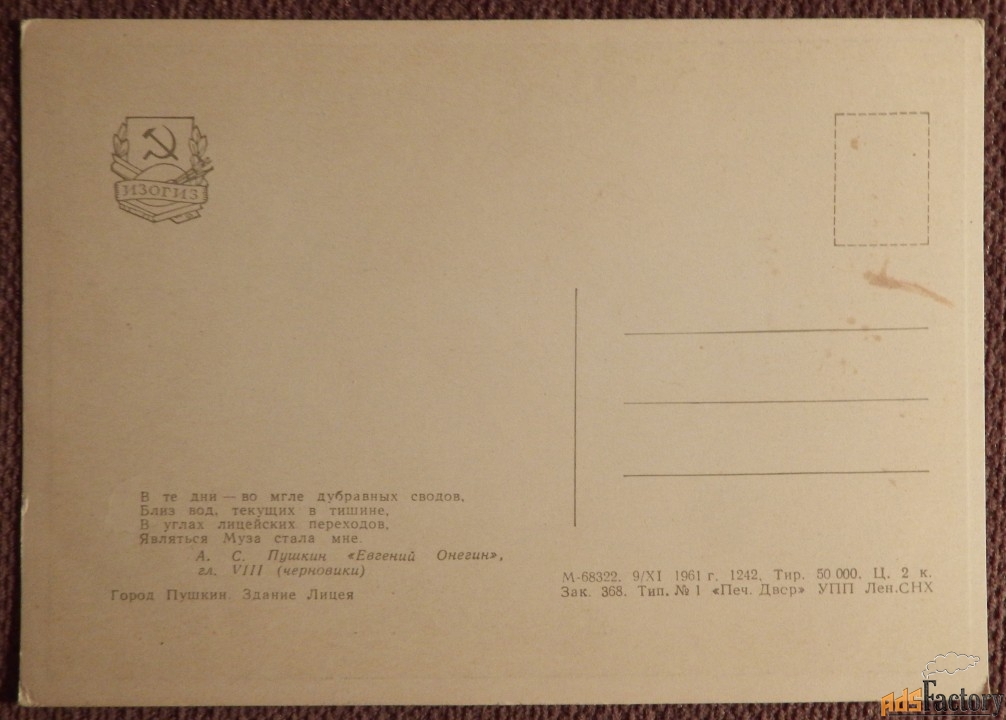 ИЗОГИЗ
В те дни — во мгле дубравных сводов,
Близ вод, текущих в тишине,
В углах лицейских переходов,
Являться Муза стала мне.
А. С. Пушкин «Евгений Онегин»,
гл. VIII (черновики)
Город Пушкин. Здание Лицея
М-68322. 9/XI 1961 г. 1242. Тир. 50 000. Ц. 2 к.
Зак. 368. Тип. № 1 «Печ. Двор» УПП Лен.СНХ
AdsFactory